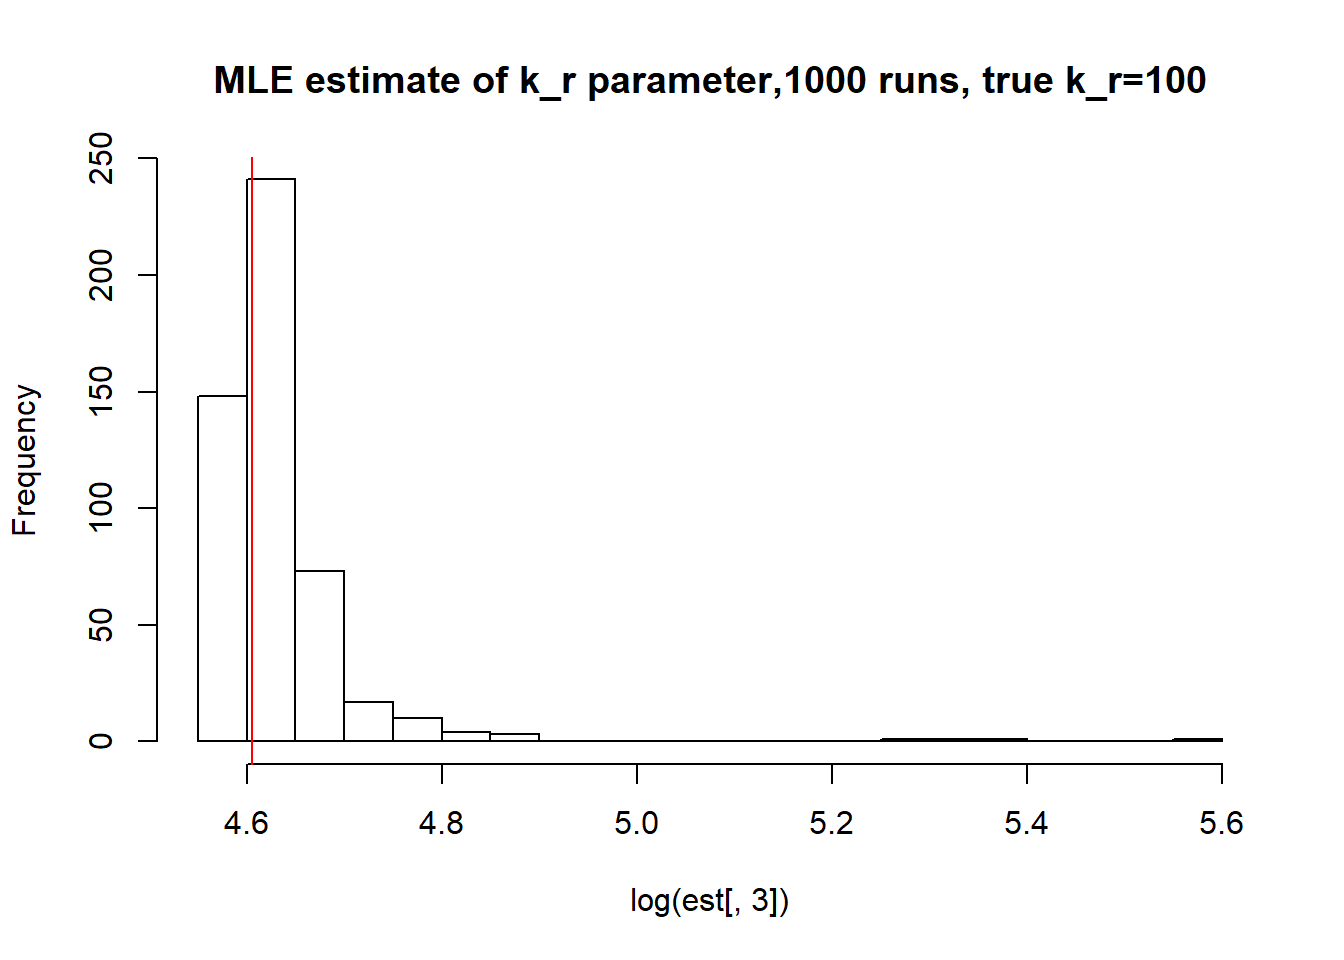 MLE estimate of k_r parameter,1000 runs, true k_r=100
250
200
150
100
50
0
Frequency
4.6 4.8 5.0 5.2 5.4 5.6
log(est[, 3])